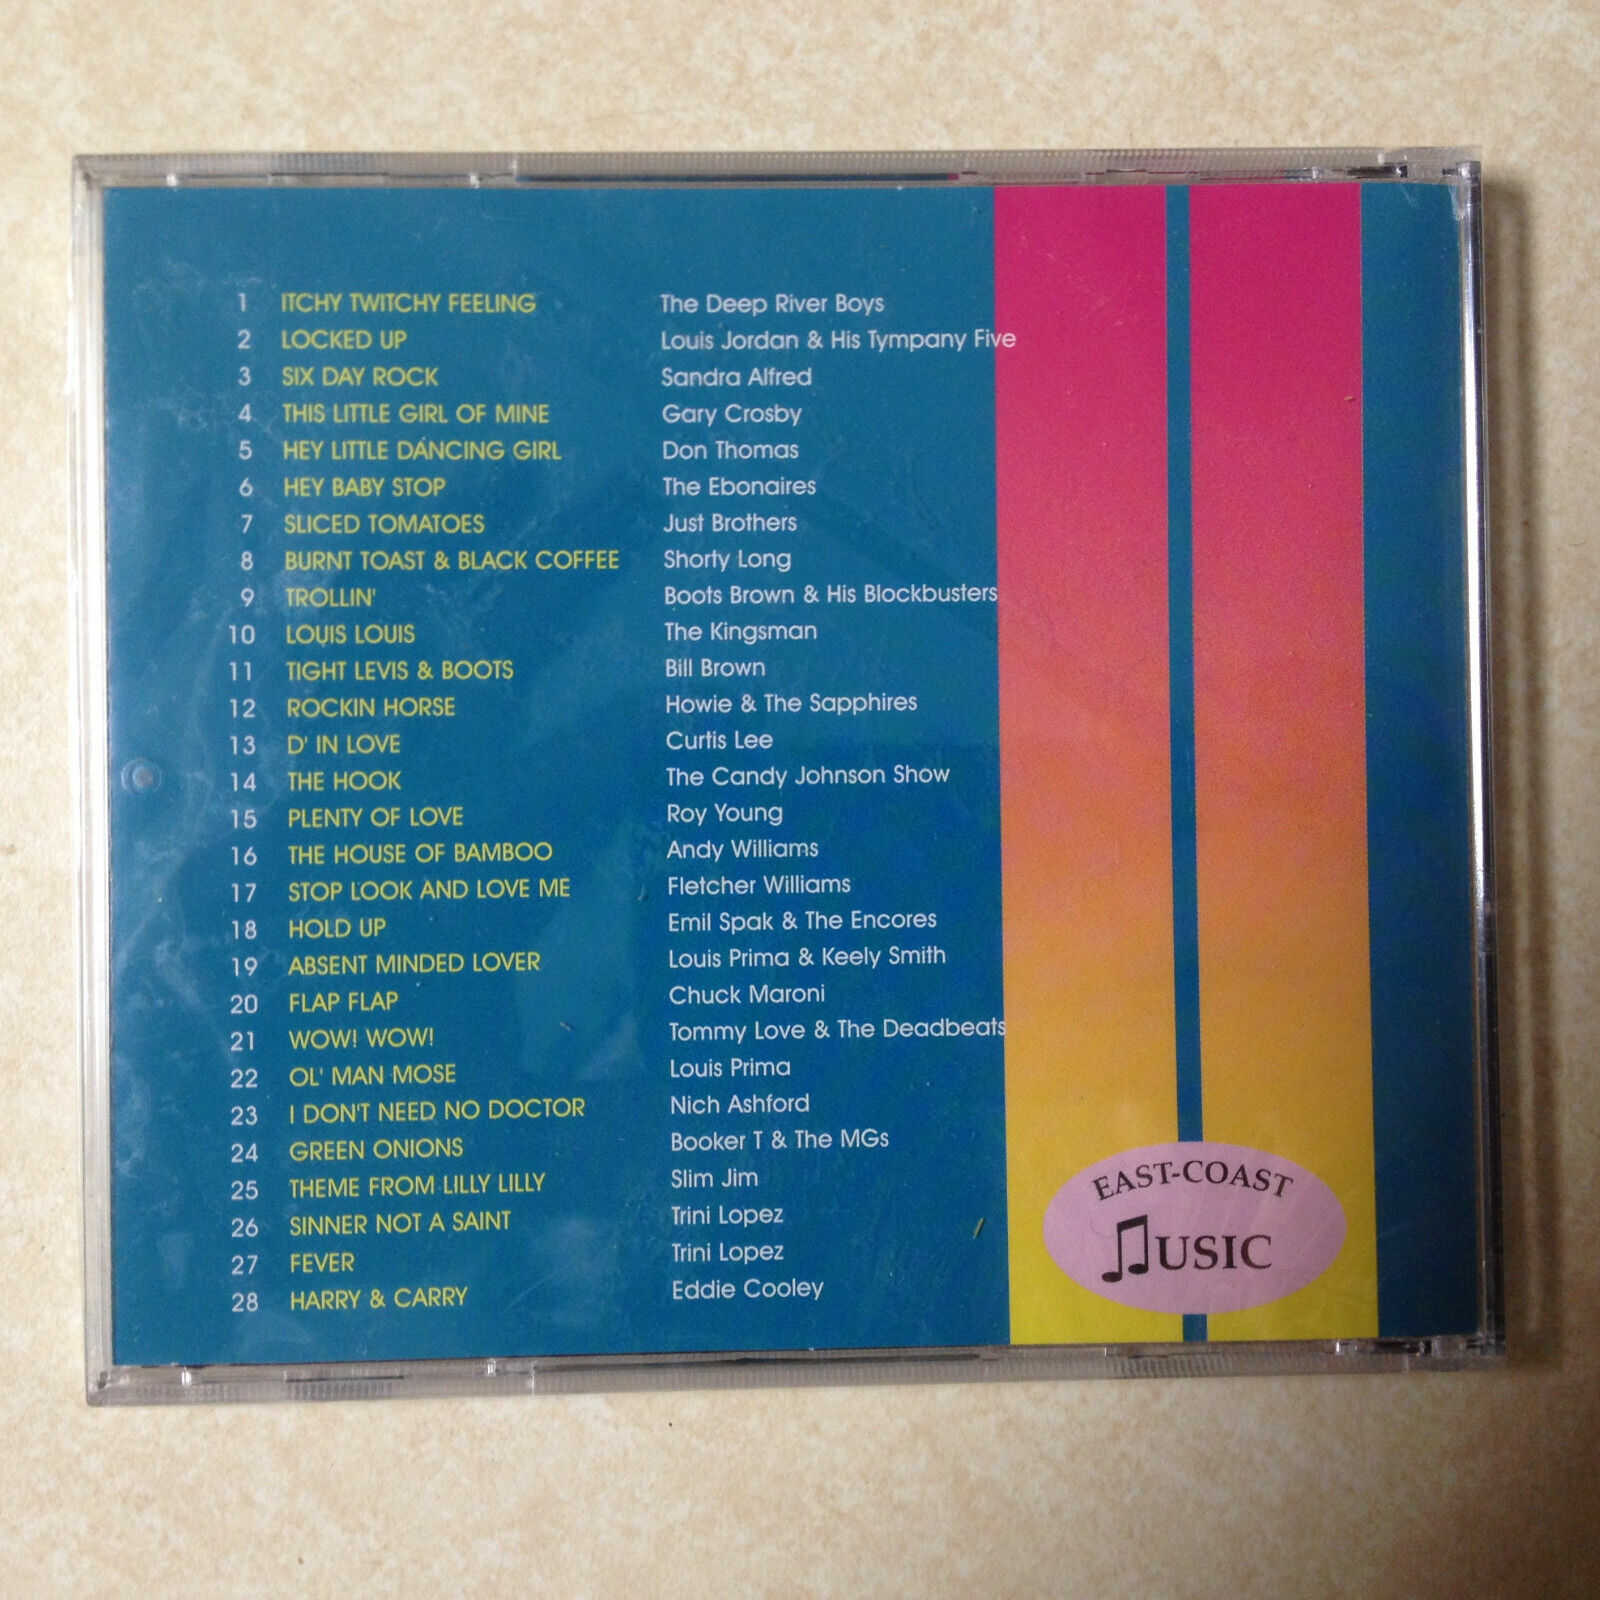 1 ITCHY TWITCHY FEELING The Deep River Boys
2 LOCKED UP Louis Jordan & His Tympany Five
3 SIX DAY ROCK Sandra Alfred
4 THIS LITTLE GIRL OF MINE Gary Crosby
5 HEY LITTLE DANCING GIRL Don Thomas
6 HEY BABY STOP The Ebonaires
7 SLICED TOMATOES Just Brothers
8 BURNT TOAST & BLACK COFFEE Shorty Long
9 TROLLIN' Boots Brown & His Blockbusters
10 LOUIS LOUIS The Kingsman
11 TIGHT LEVIS & BOOTS Bill Brown
12 ROCKIN HORSE Howie & The Sapphires
13 D' IN LOVE Curtis Lee
14 THE HOOK The Candy Johnson Show
15 PLENTY OF LOVE Roy Young
16 THE HOUSE OF BAMBOO Andy Williams
17 STOP LOOK AND LOVE ME Fletcher Williams
18 HOLD UP Emil Spak & The Encores
19 ABSENT MINDED LOVER Louis Prima & Keely Smith
20 FLAP FLAP Chuck Maroni
21 WOW! WOW! Tommy Love & The Deadbeats
22 OL' MAN MOSE Louis Prima
23 I DON'T NEED NO DOCTOR Nich Ashford
24 GREEN ONIONS Booker T & The MGs
25 THEME FROM LILLY LILLY Slim Jim
26 SINNER NOT A SAINT Trini Lopez
27 FEVER Trini Lopez
28 HARRY & CARRY Eddie Cooley
EAST-COAST
MUSIC